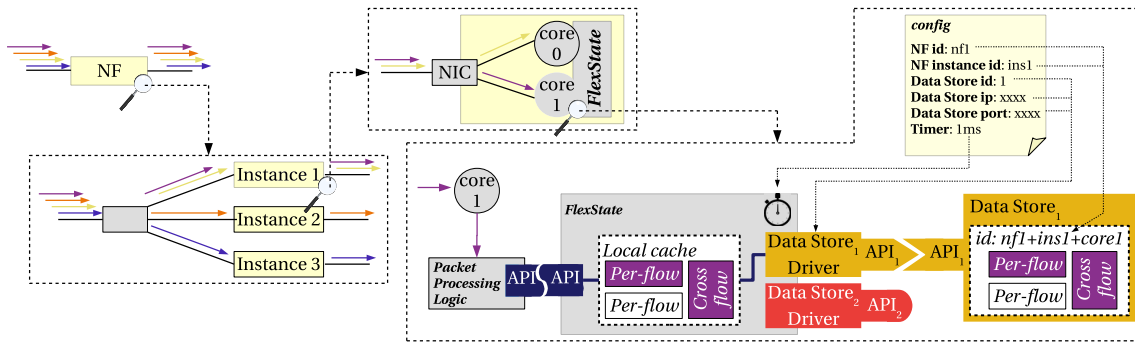 NF
Instance 1
Instance 2
Instance 3
NIC
core
0
core
1
FlexState
config
NF id: nf1
NF instance id: ins1
Data Store id: 1
Data Store ip: xxxx
Data Store port: xxxx
Timer: 1ms
core
1
Packet
Processing
Logic
API
API
FlexState
Local cache
Per-flow
Per-flow
Cross
flow
Data Store1
Driver
API1
API1
Data Store2
Driver
API2
Data Store1
id: nf1+ins1+core1
Per-flow
Per-flow
Cross
flow